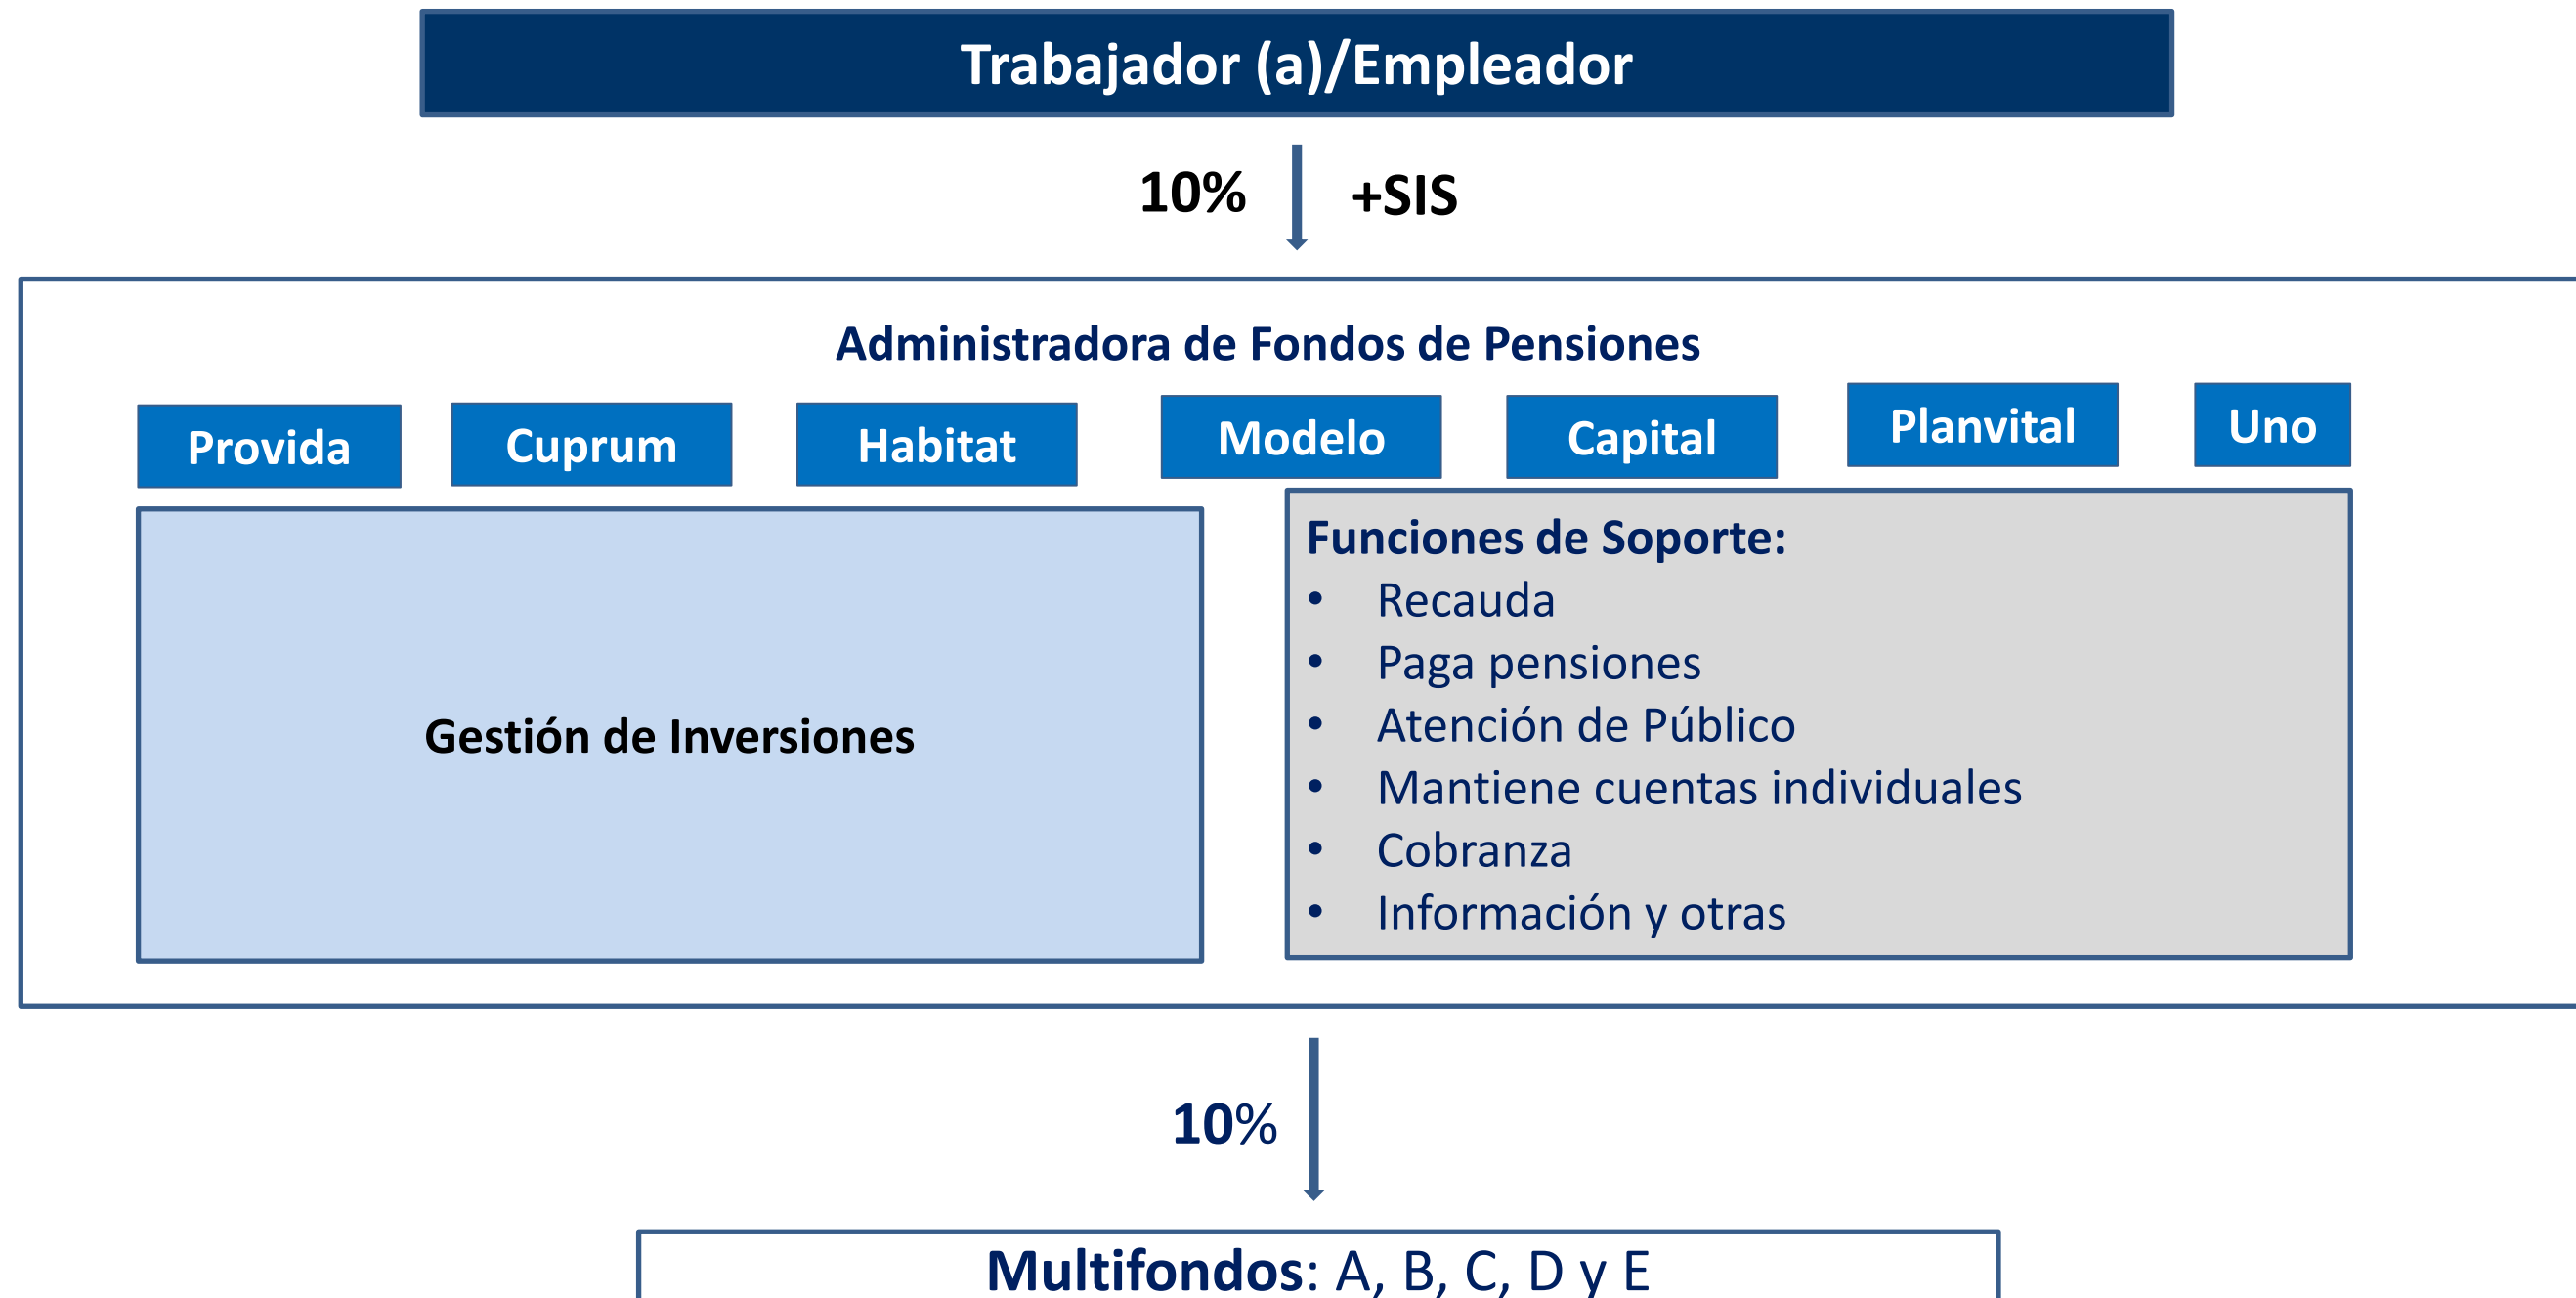 Trabajador (a)/Empleador
10% +SIS
Administradora de Fondos de Pensiones
Provida Cuprum Habitat Modelo Capital Planvital Uno
Gestión de Inversiones
Funciones de Soporte:
• Recauda
• Paga pensiones
• Atención de Público
• Mantiene cuentas individuales
• Cobranza
• Información y otras
10%
Multifondos: A, B, C, D y E